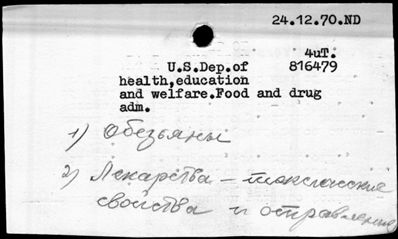 24.12.70.ND
4чт.
U.S.Dep.of 816479
health,education
and welfare.Food and drug
adm.
1) Обезьяны
2) Лекарства – токсические
свойства и отравления